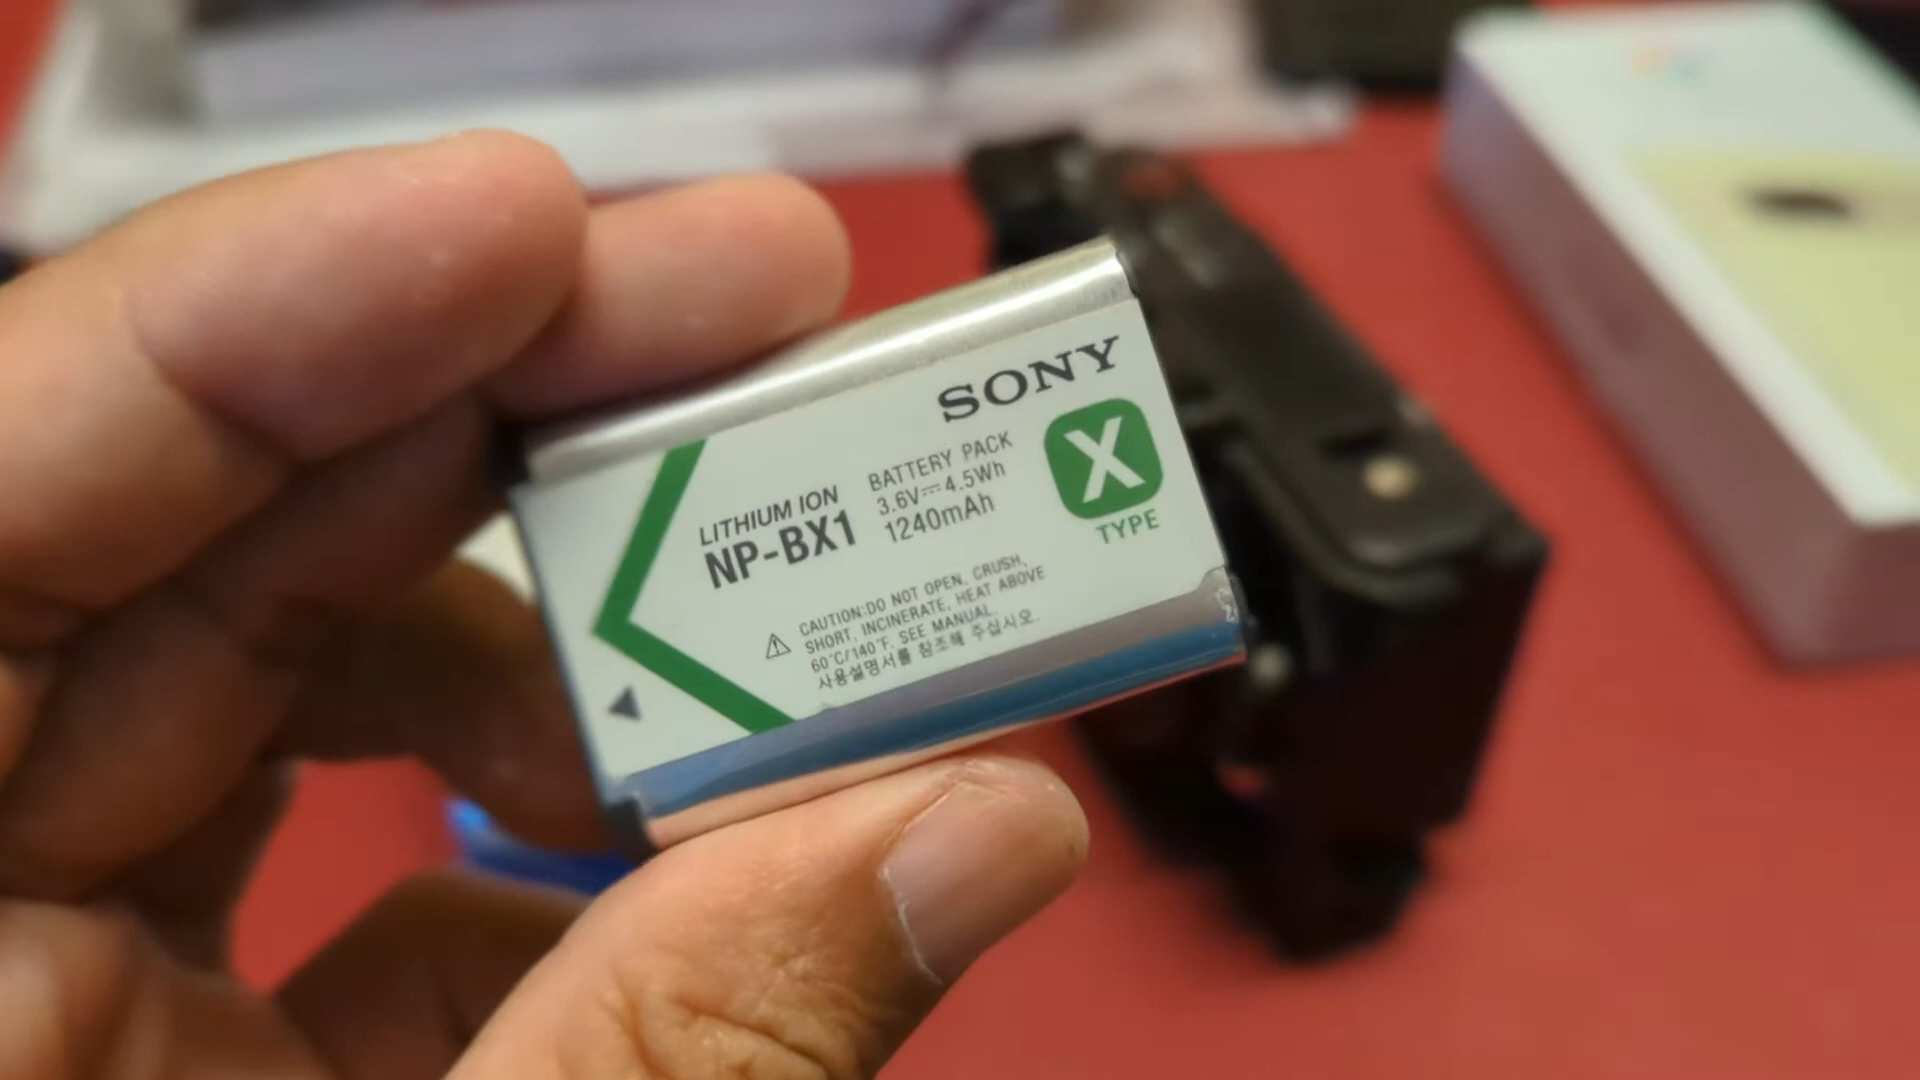 SONY
X
TYPE
LITHIUM ION
NP-BX1
BATTERY PACK
3.6V⎓4.5Wh
1240mAh
⚠ CAUTION:DO NOT OPEN, CRUSH,
SHORT, INCINERATE, HEAT ABOVE
60°C/140°F. SEE MANUAL.
사용설명서를 참조해 주십시오.